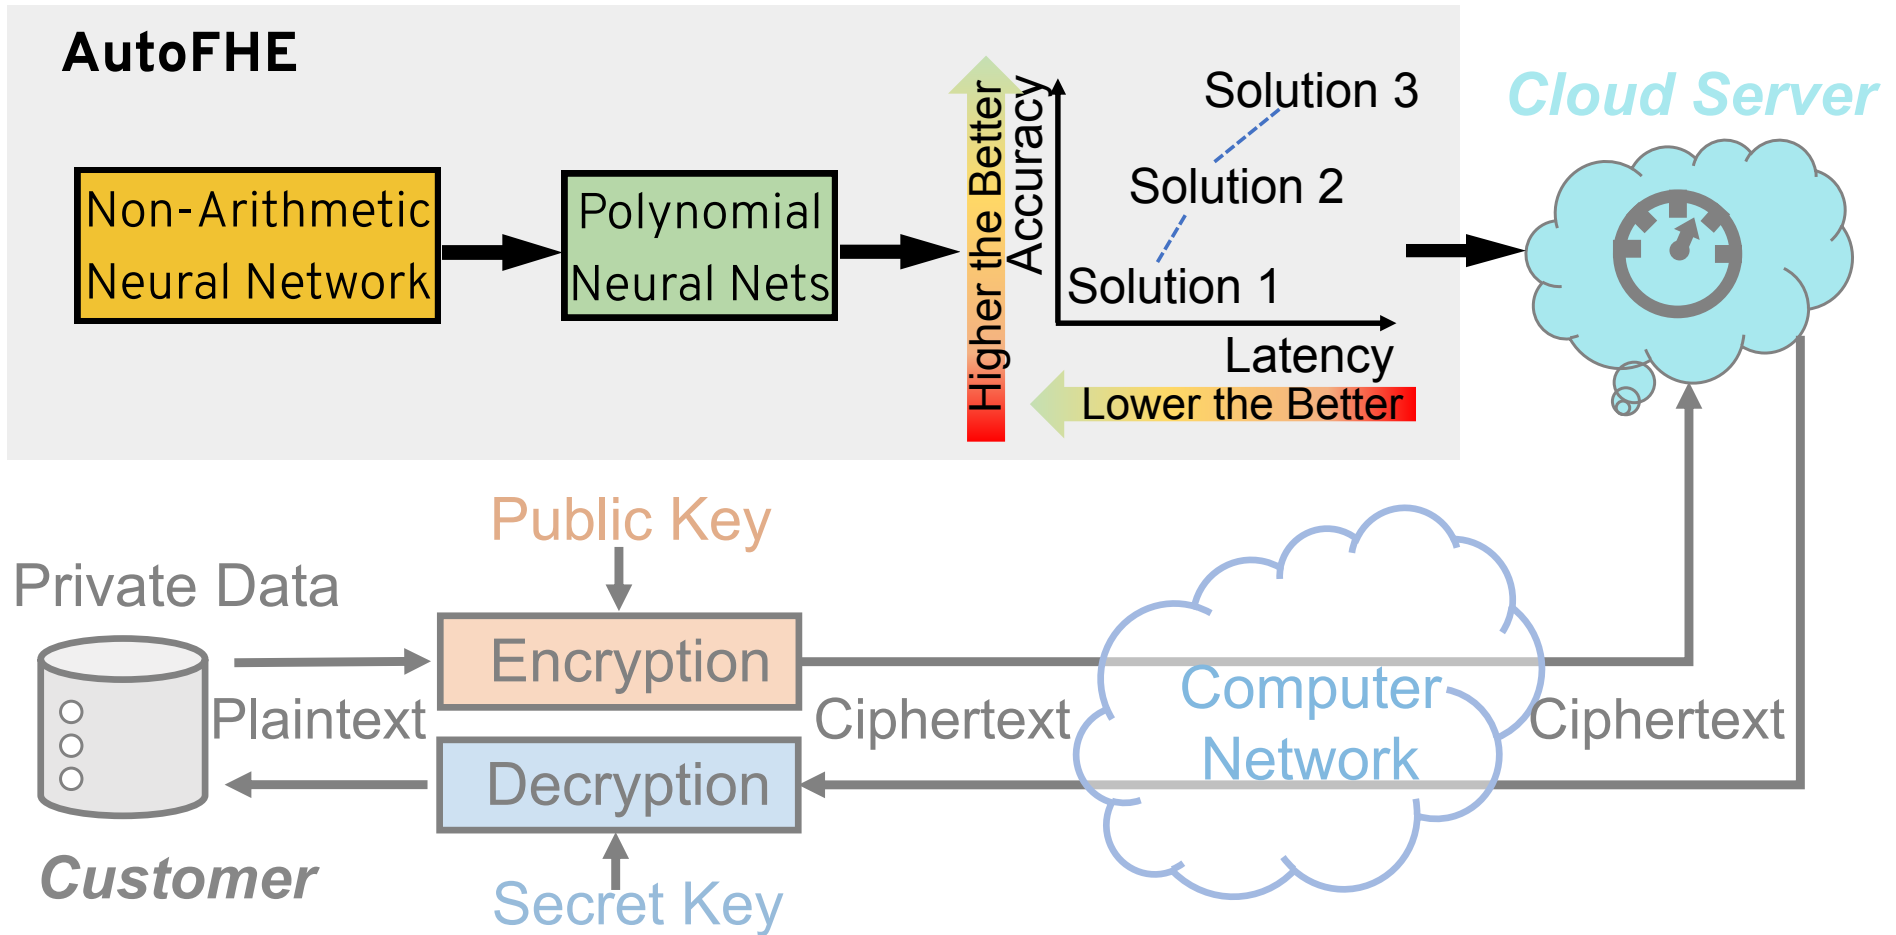 AutoFHE
Non-Arithmetic
Neural Network
Polynomial
Neural Nets
Higher the Better
Accuracy
Solution 3
Solution 2
Solution 1
Latency
Lower the Better
Cloud Server
Public Key
Private Data
Encryption
Plaintext
Ciphertext
Computer
Network
Ciphertext
Decryption
Customer
Secret Key